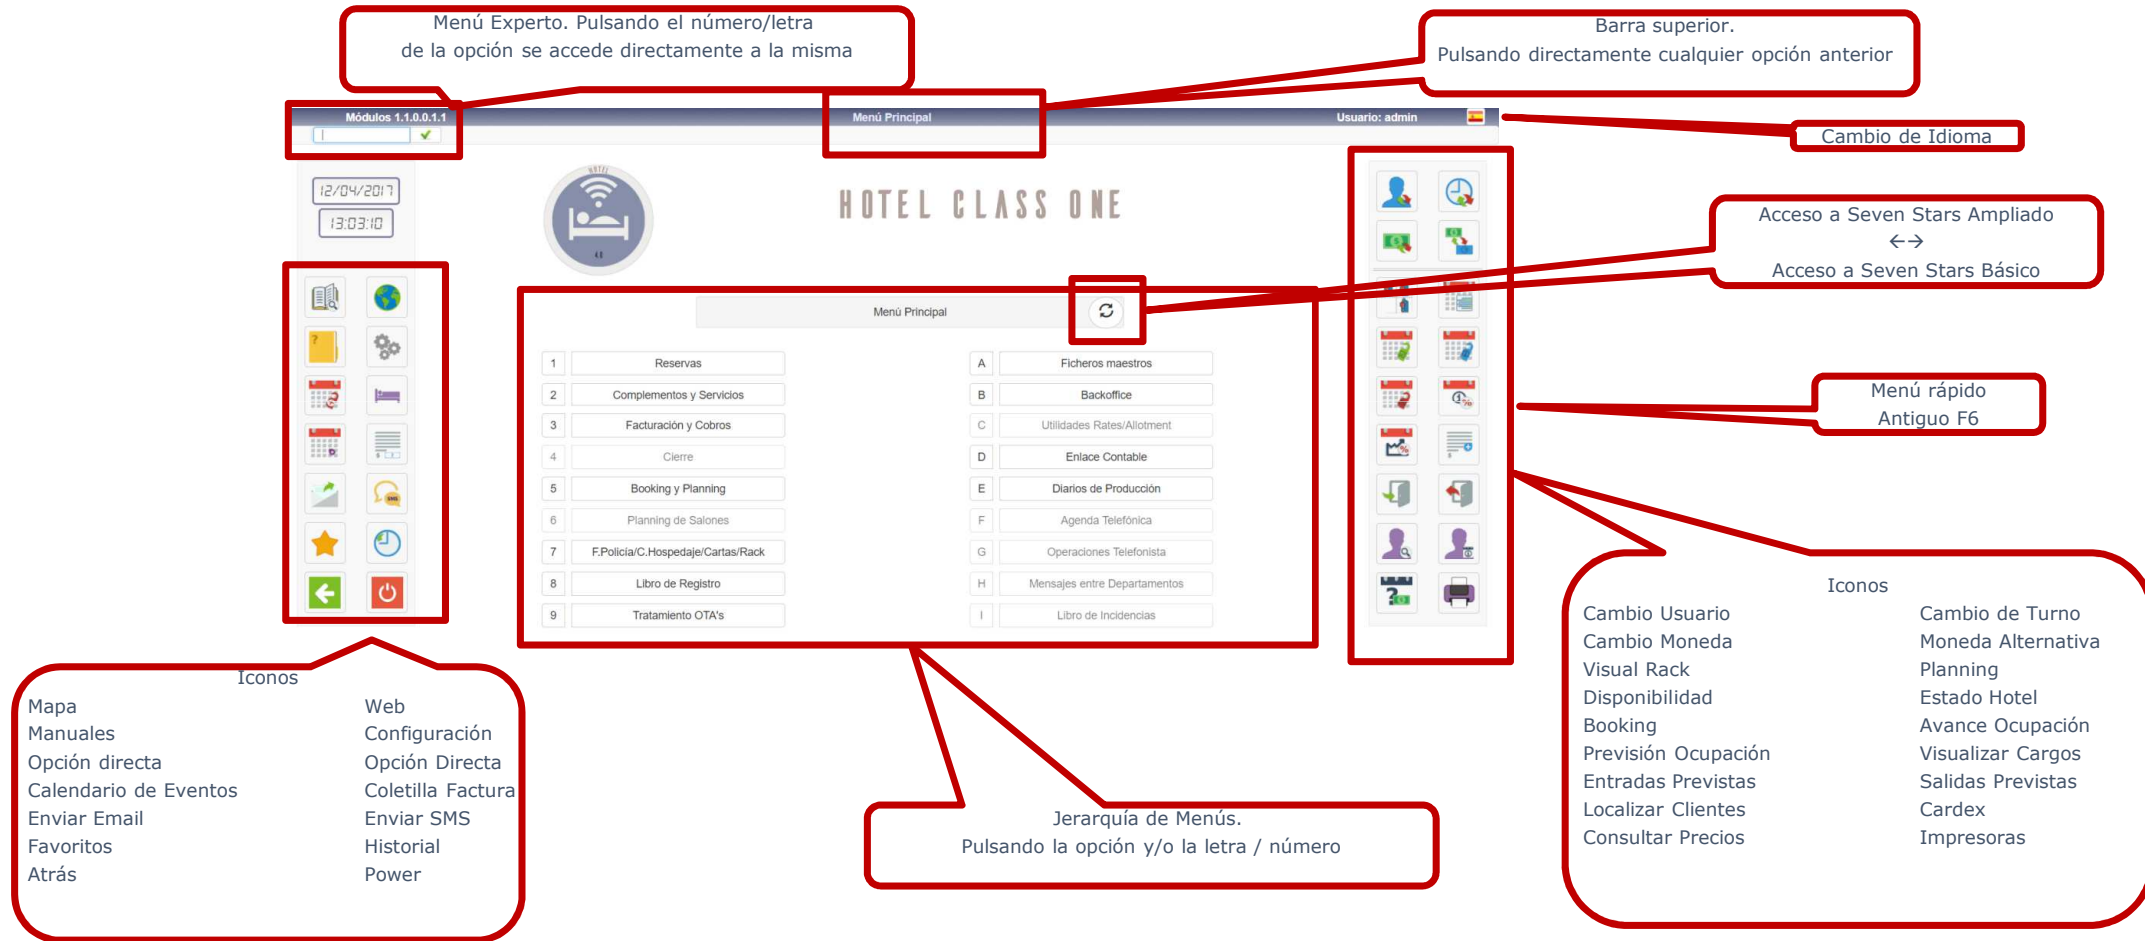 Menú Experto. Pulsando el número/letra
de la opción se accede directamente a la misma
Barra superior.
Pulsando directamente cualquier opción anterior
Módulos 1.1.0.0.1.1
Menú Principal
Usuario: admin
Cambio de Idioma
12/04/2017
13:03:10
HOTEL
HOTEL CLASS ONE
Acceso a Seven Stars Ampliado
←→
Acceso a Seven Stars Básico
Menú Principal
1 Reservas
2 Complementos y Servicios
3 Facturación y Cobros
4 Cierre
5 Booking y Planning
6 Planning de Salones
7 F.Policía/C.Hospedaje/Cartas/Rack
8 Libro de Registro
9 Tratamiento OTA's
A Ficheros maestros
B Backoffice
C Utilidades Rates/Allotment
D Enlace Contable
E Diarios de Producción
F Agenda Telefónica
G Operaciones Telefonista
H Mensajes entre Departamentos
I Libro de Incidencias
Menú rápido
Antiguo F6
Iconos
Mapa Web
Manuales Configuración
Opción directa Opción Directa
Calendario de Eventos Coletilla Factura
Enviar Email Enviar SMS
Favoritos Historial
Atrás Power
Jerarquía de Menús.
Pulsando la opción y/o la letra / número
Iconos
Cambio Usuario Cambio de Turno
Cambio Moneda Moneda Alternativa
Visual Rack Planning
Disponibilidad Estado Hotel
Booking Avance Ocupación
Previsión Ocupación Visualizar Cargos
Entradas Previstas Salidas Previstas
Localizar Clientes Cardex
Consultar Precios Impresoras